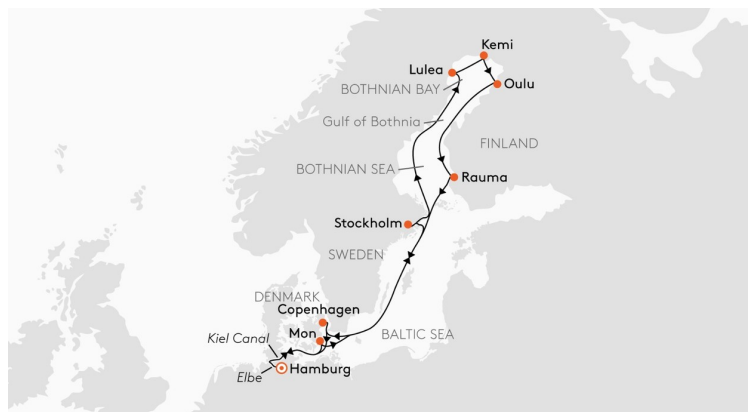 Kemi
Lulea
BOTHNIAN BAY
Oulu
Gulf of Bothnia
FINLAND
BOTHNIAN SEA
Rauma
Stockholm
SWEDEN
DENMARK
Copenhagen
Mon
BALTIC SEA
Kiel Canal
Hamburg
Elbe